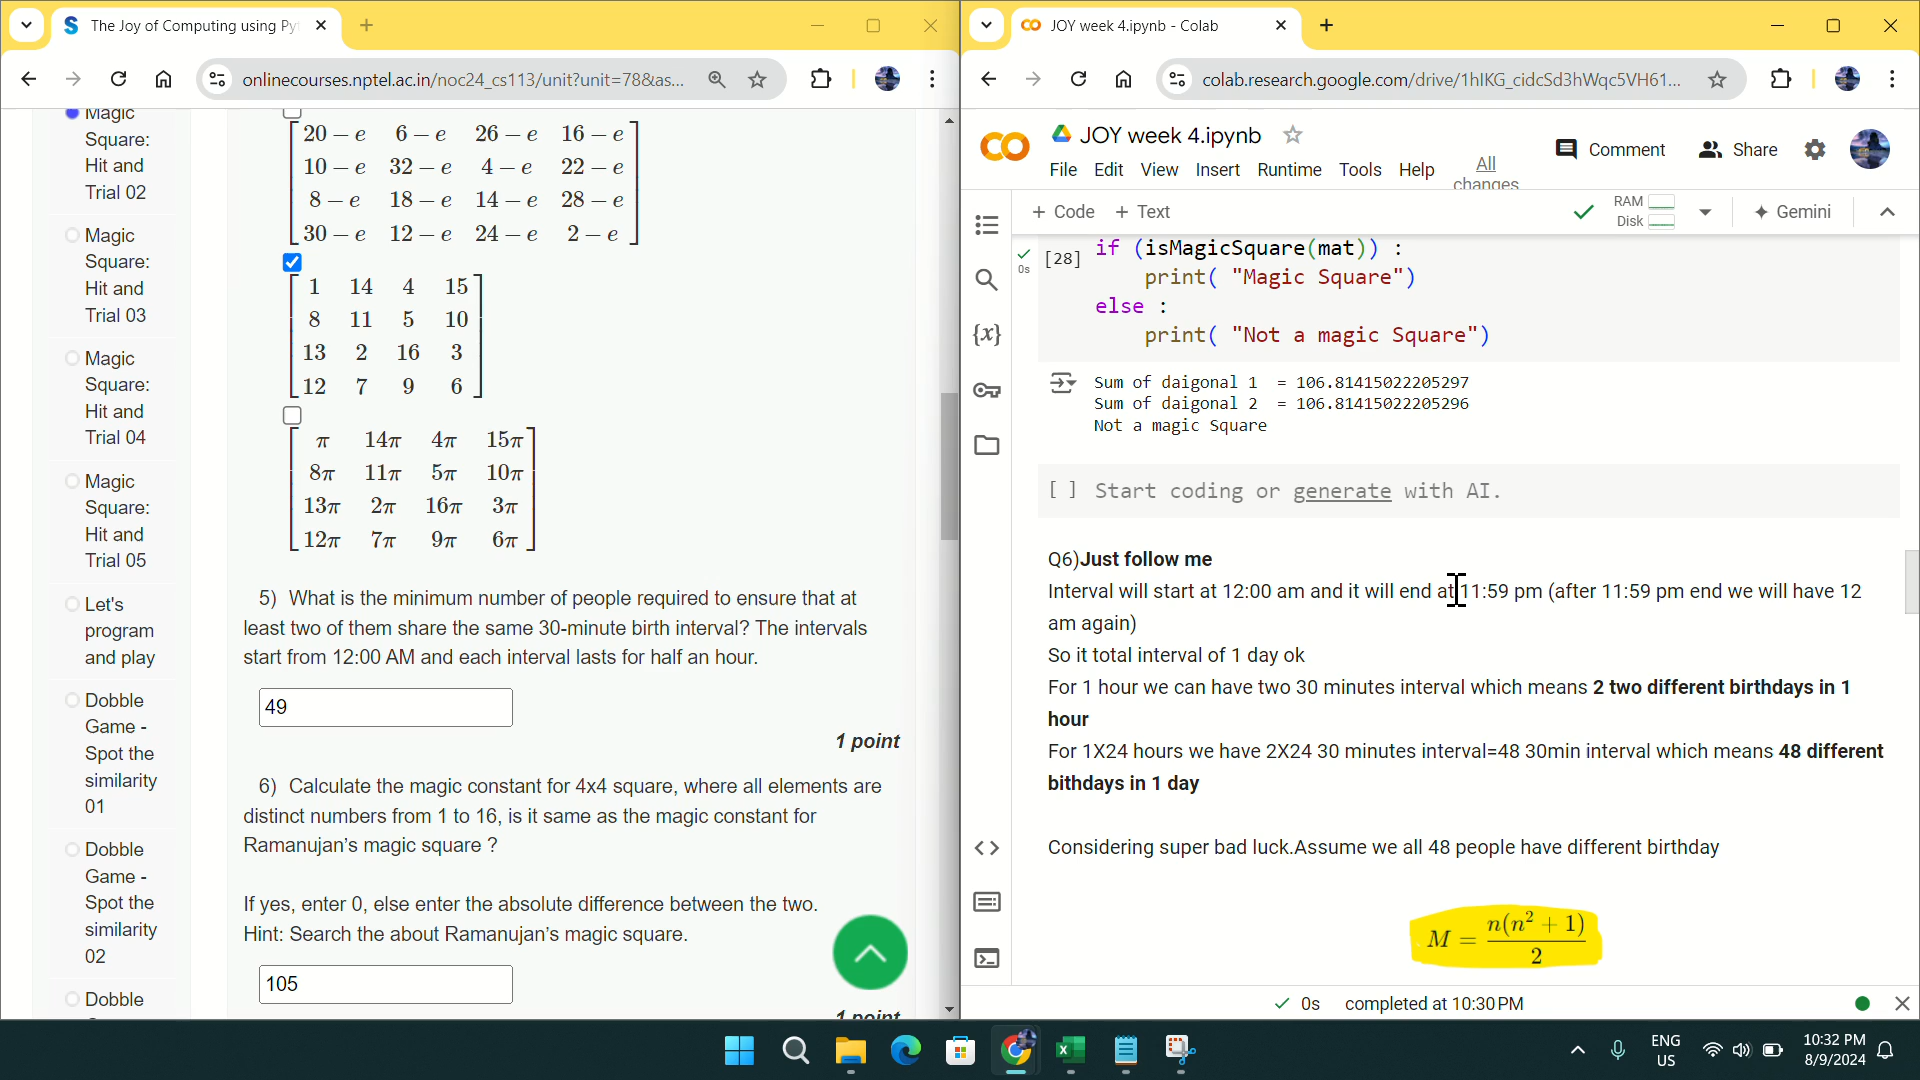 The Joy of Computing using Py
onlinecourses.nptel.ac.in/noc24_cs113/unit?unit=78&as...
Magic
Square:
Hit and
Trial 02
Magic
Square:
Hit and
Trial 03
Magic
Square:
Hit and
Trial 04
Magic
Square:
Hit and
Trial 05
Let's
program
and play
Dobble
Game -
Spot the
similarity
01
Dobble
Game -
Spot the
similarity
02
Dobble
20 − e 6 − e 26 − e 16 − e
10 − e 32 − e 4 − e 22 − e
8 − e 18 − e 14 − e 28 − e
30 − e 12 − e 24 − e 2 − e
1 14 4 15
8 11 5 10
13 2 16 3
12 7 9 6
π 14π 4π 15π
8π 11π 5π 10π
13π 2π 16π 3π
12π 7π 9π 6π
5) What is the minimum number of people required to ensure that at
least two of them share the same 30-minute birth interval? The intervals
start from 12:00 AM and each interval lasts for half an hour.
49
1 point
6) Calculate the magic constant for 4x4 square, where all elements are
distinct numbers from 1 to 16, is it same as the magic constant for
Ramanujan’s magic square ?
If yes, enter 0, else enter the absolute difference between the two.
Hint: Search the about Ramanujan’s magic square.
105
1 point
JOY week 4.ipynb - Colab
colab.research.google.com/drive/1hIKG_cidcSd3hWqc5VH61...
JOY week 4.ipynb
File Edit View Insert Runtime Tools Help All changes
Comment Share
+ Code + Text
RAM
Disk
Gemini
{x}
0s
[28] if (isMagicSquare(mat)) :
print( "Magic Square")
else :
print( "Not a magic Square")
Sum of daigonal 1 = 106.81415022205297
Sum of daigonal 2 = 106.81415022205296
Not a magic Square
[ ] Start coding or generate with AI.
Q6)Just follow me
Interval will start at 12:00 am and it will end at 11:59 pm (after 11:59 pm end we will have 12
am again)
So it total interval of 1 day ok
For 1 hour we can have two 30 minutes interval which means 2 two different birthdays in 1
hour
For 1X24 hours we have 2X24 30 minutes interval=48 30min interval which means 48 different
bithdays in 1 day
Considering super bad luck.Assume we all 48 people have different birthday
M = n(n² + 1) / 2
0s completed at 10:30 PM
ENG
US
10:32 PM
8/9/2024